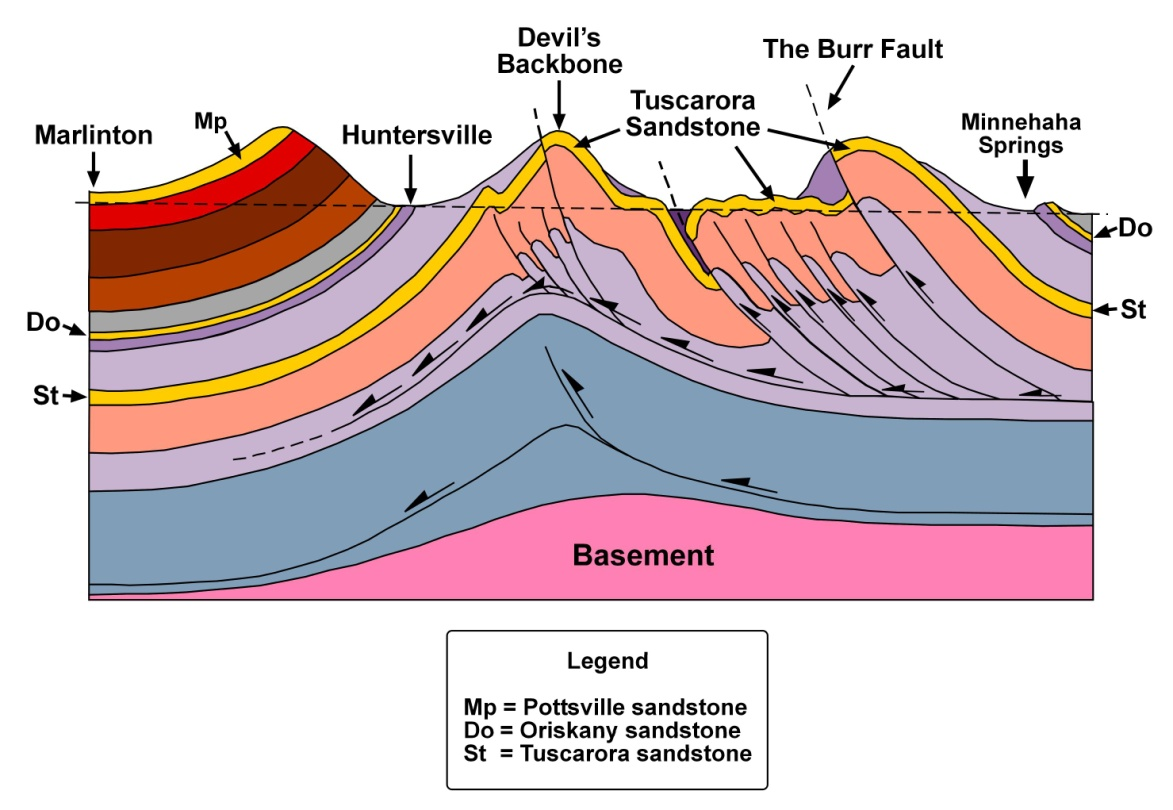 Devil's
Backbone
The Burr Fault
Tuscarora
Sandstone
Marlinton
Mp
Huntersville
Minnehaha
Springs
Do
St
Do
St
Basement
Legend
Mp = Pottsville sandstone
Do = Oriskany sandstone
St = Tuscarora sandstone